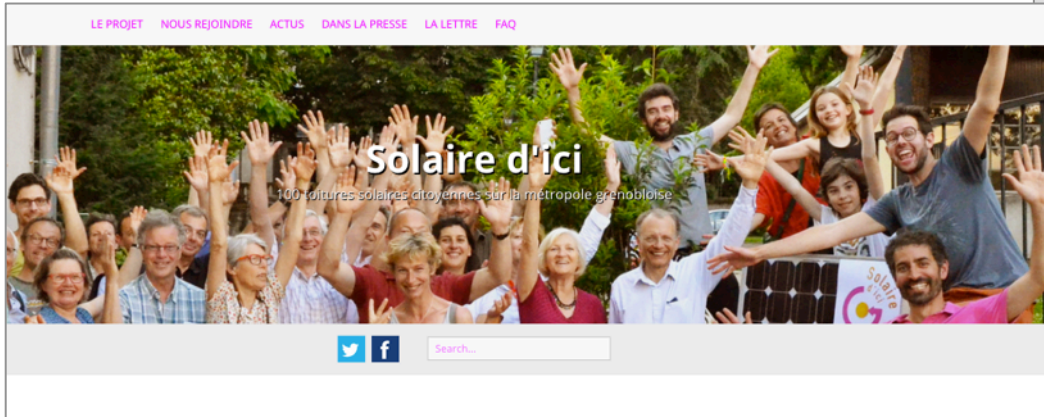 LE PROJET NOUS REJOINDRE ACTUS DANS LA PRESSE LA LETTRE FAQ
Solaire d'ici
100 toitures solaires citoyennes sur la métropole grenobloise
Solaire
d'ici
f Search...